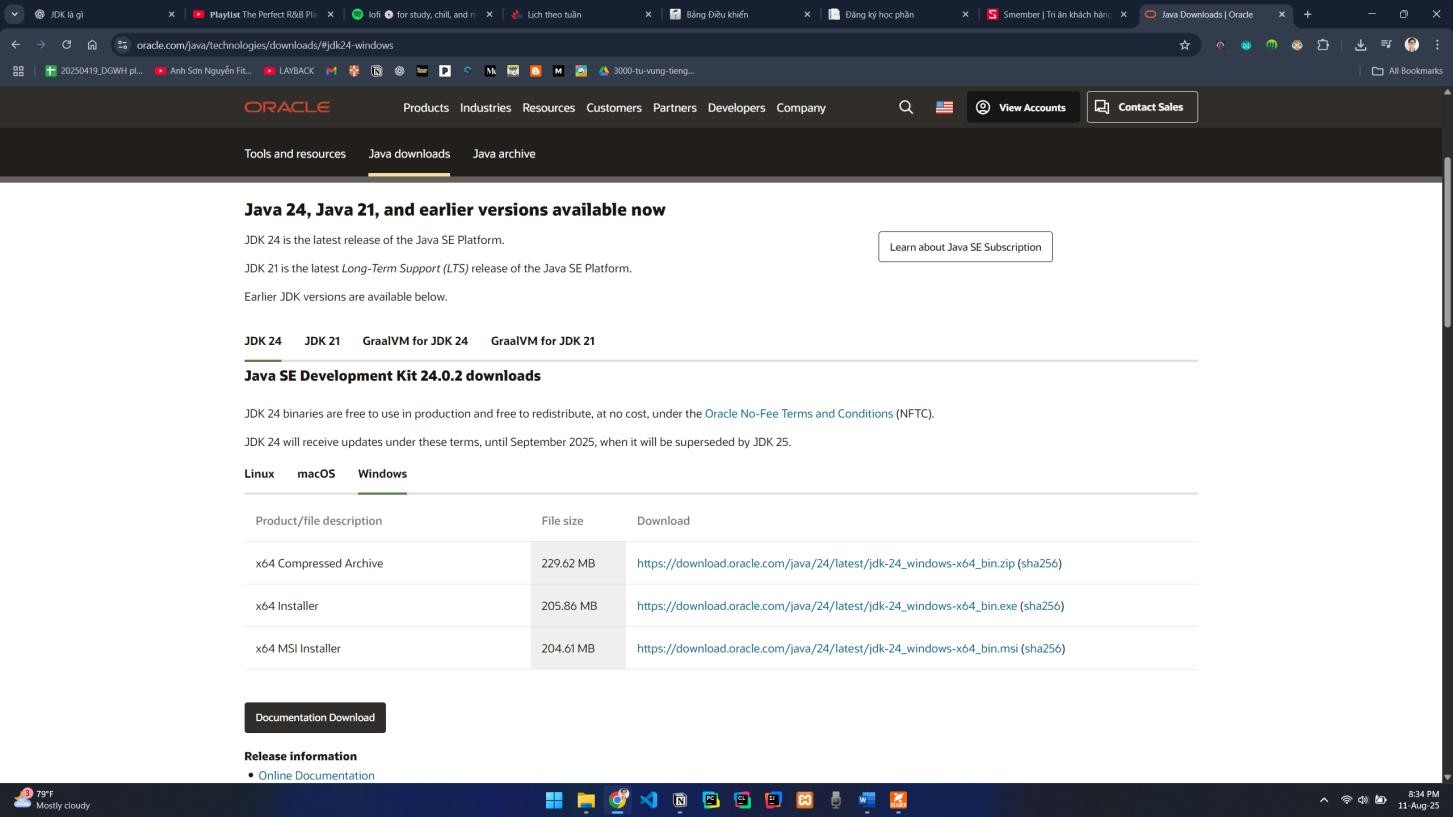 JDK là gì
Playlist The Perfect R&B Pla
lofi for study, chill, and m
Lịch theo tuần
Bảng Điều khiển
Đăng ký học phần
Smember | Tri ân khách hàng
Java Downloads | Oracle
oracle.com/java/technologies/downloads/#jdk24-windows
20250419_DGWH pl...
Anh Sơn Nguyễn Fit...
LAYBACK
3000-tu-vung-tieng...
All Bookmarks
ORACLE
Products
Industries
Resources
Customers
Partners
Developers
Company
View Accounts
Contact Sales
Tools and resources
Java downloads
Java archive
Java 24, Java 21, and earlier versions available now
JDK 24 is the latest release of the Java SE Platform.
Learn about Java SE Subscription
JDK 21 is the latest Long-Term Support (LTS) release of the Java SE Platform.
Earlier JDK versions are available below.
JDK 24
JDK 21
GraalVM for JDK 24
GraalVM for JDK 21
Java SE Development Kit 24.0.2 downloads
JDK 24 binaries are free to use in production and free to redistribute, at no cost, under the Oracle No-Fee Terms and Conditions (NFTC).
JDK 24 will receive updates under these terms, until September 2025, when it will be superseded by JDK 25.
Linux
macOS
Windows
Product/file description
File size
Download
x64 Compressed Archive
229.62 MB
https://download.oracle.com/java/24/latest/jdk-24_windows-x64_bin.zip (sha256)
x64 Installer
205.86 MB
https://download.oracle.com/java/24/latest/jdk-24_windows-x64_bin.exe (sha256)
x64 MSI Installer
204.61 MB
https://download.oracle.com/java/24/latest/jdk-24_windows-x64_bin.msi (sha256)
Documentation Download
Release information
Online Documentation
79°F
Mostly cloudy
8:34 PM
11-Aug-25